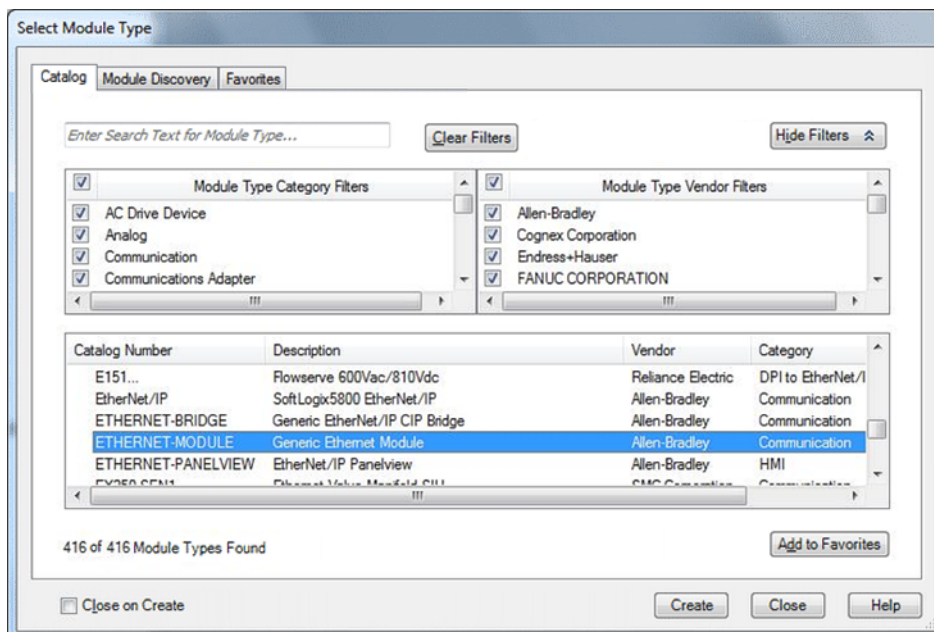 Select Module Type
Catalog Module Discovery Favorites
Enter Search Text for Module Type...
Clear Filters
Hide Filters
Module Type Category Filters
Module Type Vendor Filters
AC Drive Device
Allen-Bradley
Analog
Cognex Corporation
Communication
Endress+Hauser
Communications Adapter
FANUC CORPORATION
Catalog Number Description Vendor Category
E151... Flowserve 600Vac/810Vdc Reliance Electric DPI to EtherNet/I
EtherNet/IP SoftLogix5800 EtherNet/IP Allen-Bradley Communication
ETHERNET-BRIDGE Generic EtherNet/IP CIP Bridge Allen-Bradley Communication
ETHERNET-MODULE Generic Ethernet Module Allen-Bradley Communication
ETHERNET-PANELVIEW EtherNet/IP Panelview Allen-Bradley HMI
416 of 416 Module Types Found
Add to Favorites
Close on Create
Create Close Help